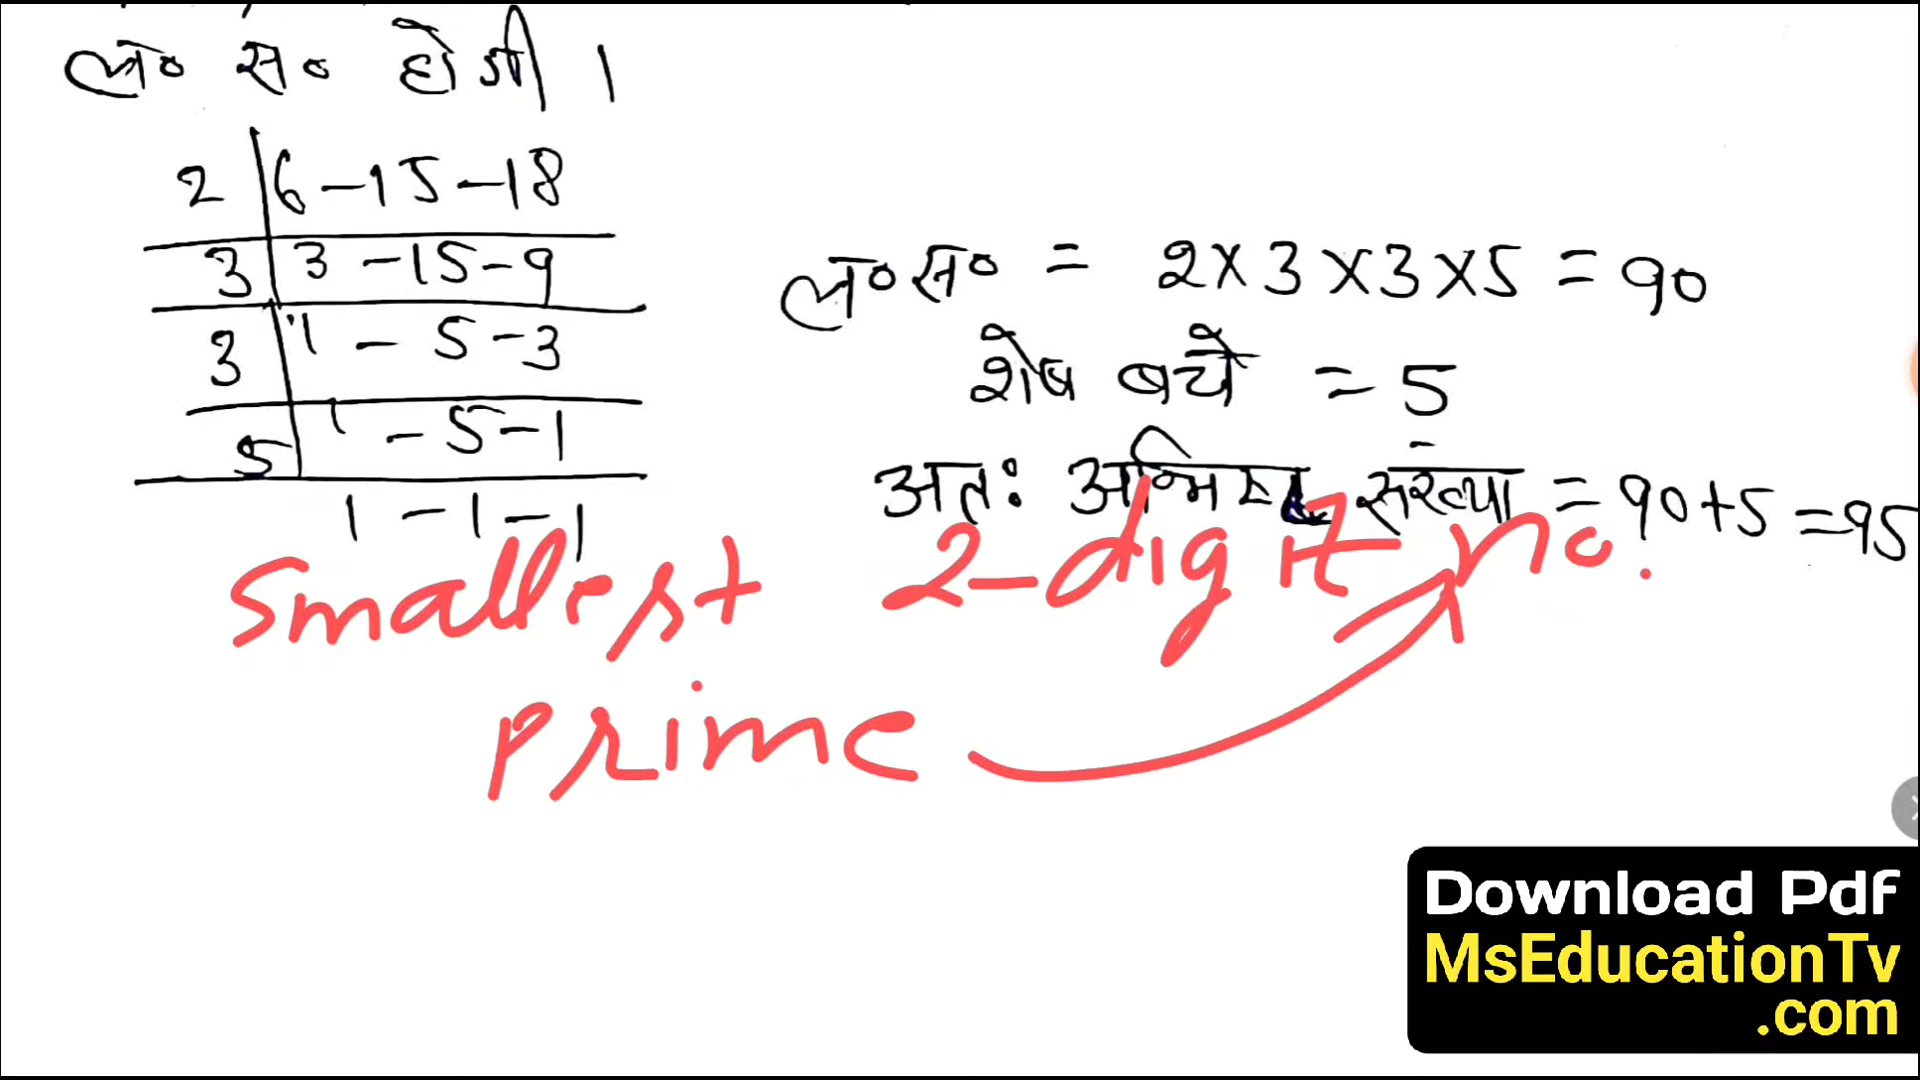 ल० स० होगी ।
2 | 6 - 15 - 18
3 | 3 - 15 - 9
3 | 1 - 5 - 3
5 | 1 - 5 - 1
1 - 1 - 1
ल० स० = 2 × 3 × 3 × 5 = 90
शेष बचे = 5
अतः अभिष्ट संख्या = 90 + 5 = 95
Smallest 2-digit no.
prime
Download Pdf
MsEducationTv
.com